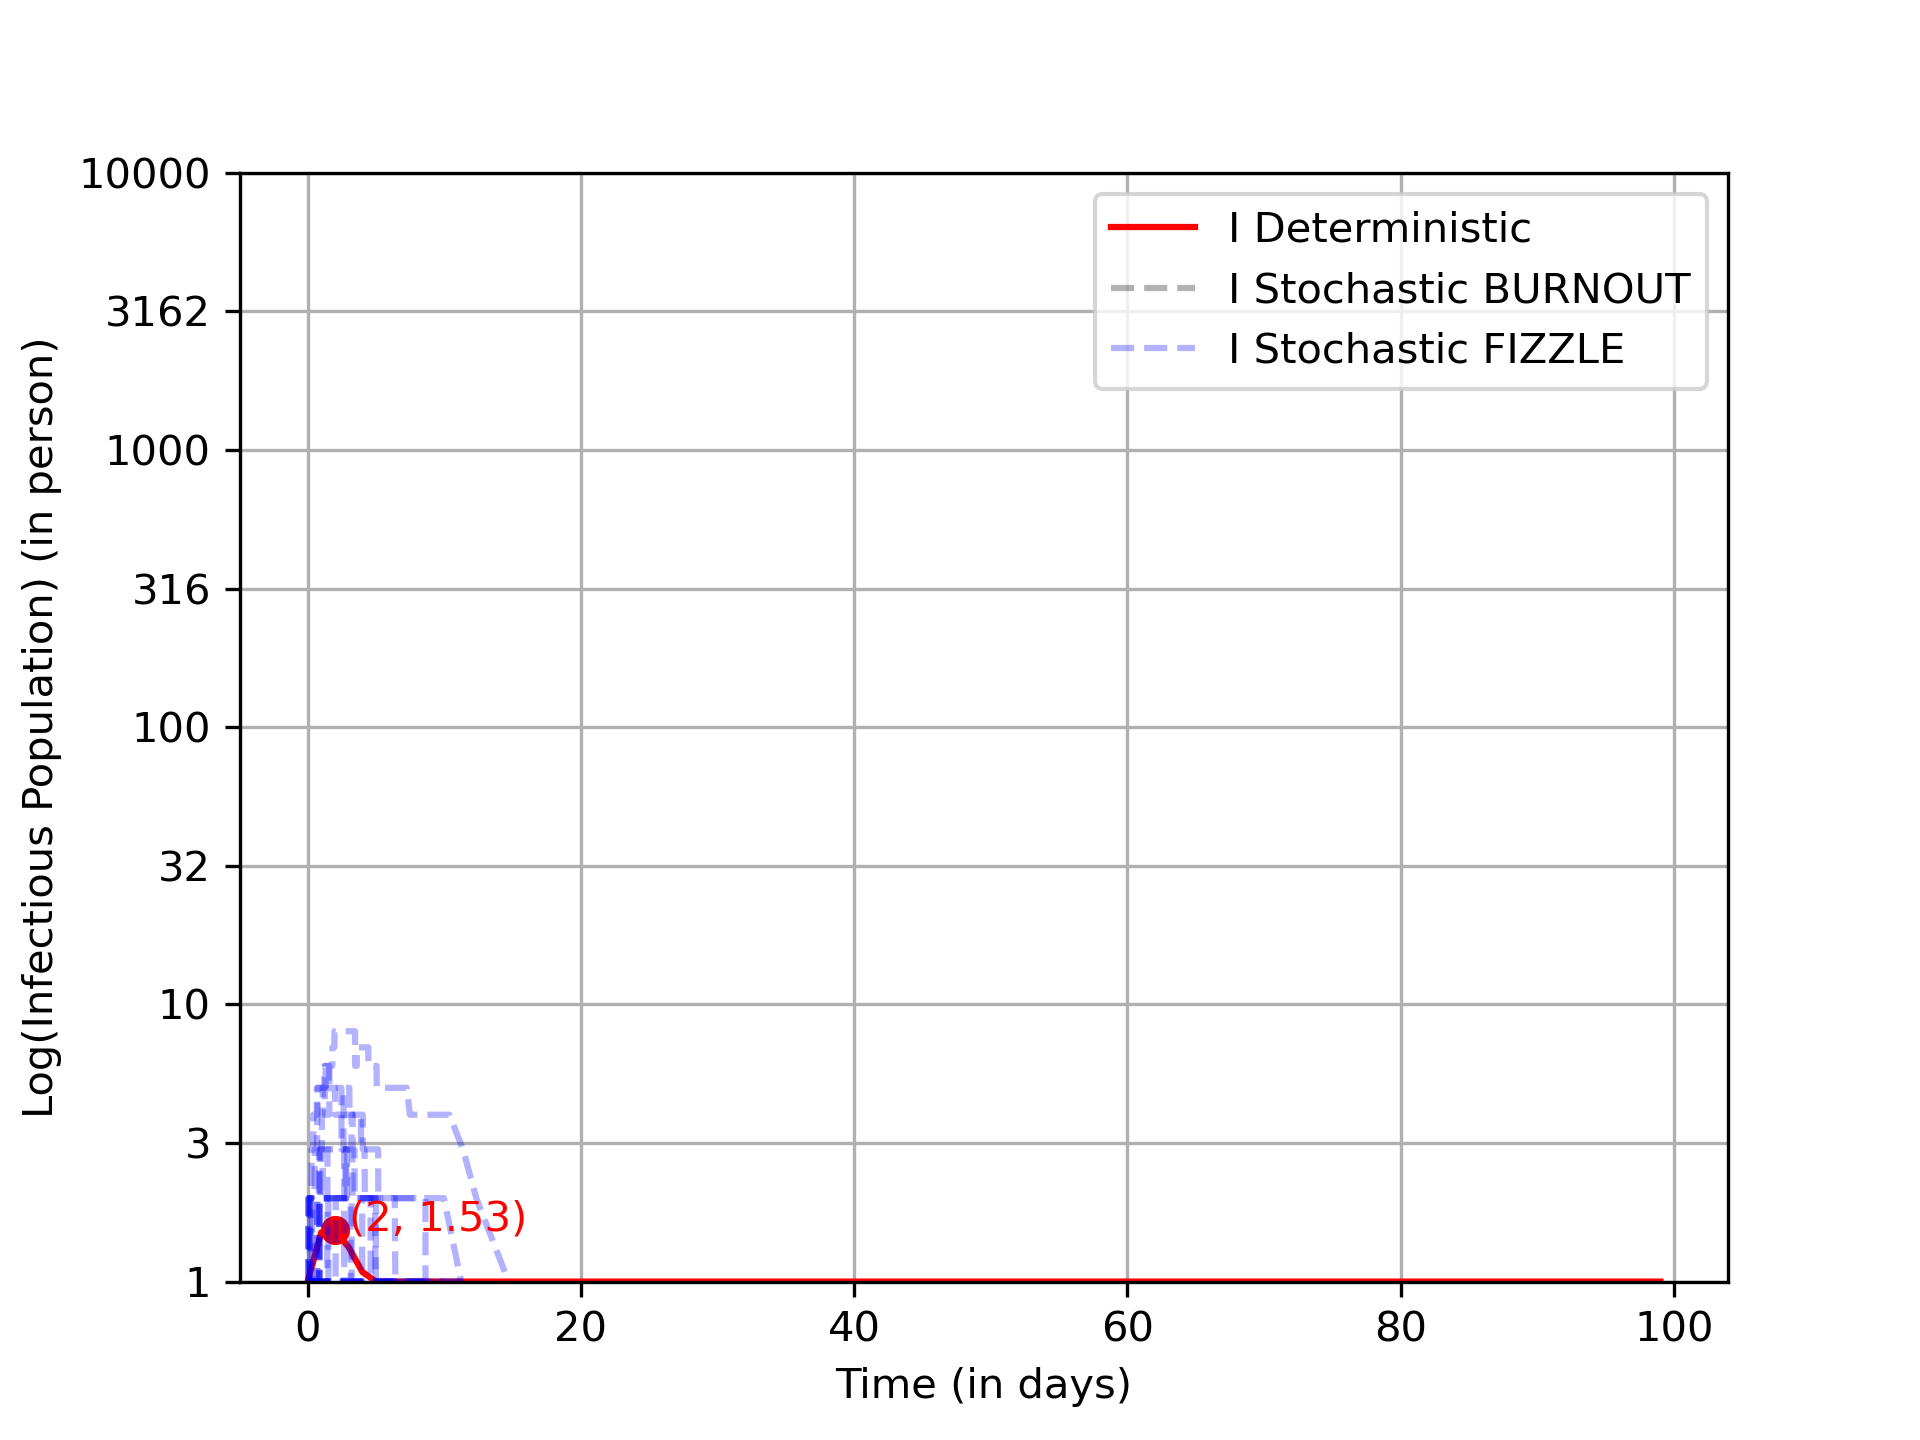 10000
3162
1000
316
100
32
10
3
1
Log(Infectious Population) (in person)
I Deterministic
I Stochastic BURNOUT
I Stochastic FIZZLE
(2, 1.53)
0 20 40 60 80 100
Time (in days)